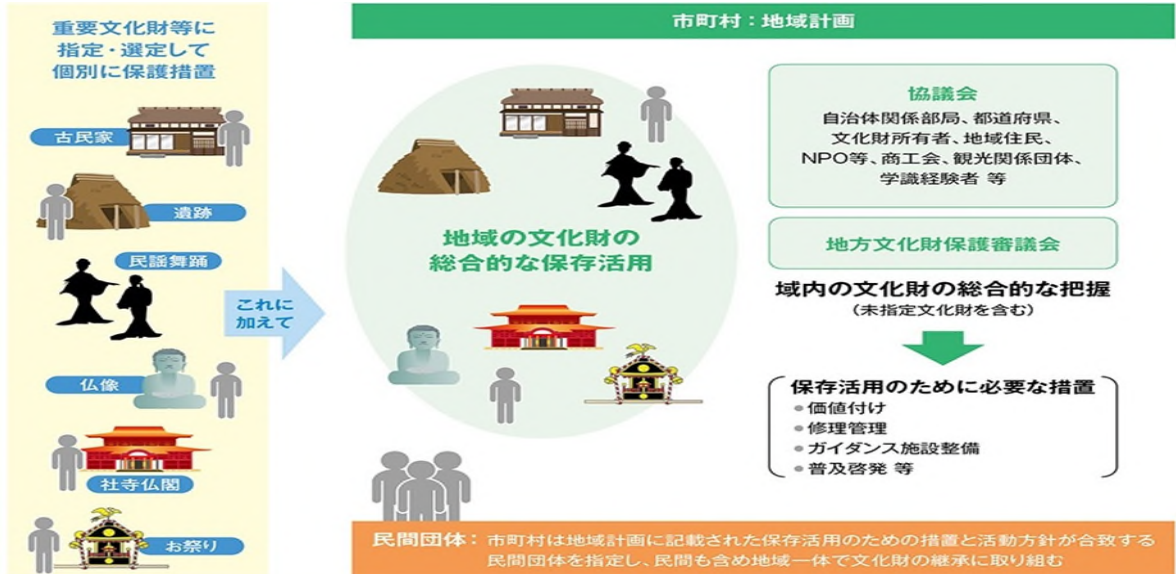 重要文化財等に
指定・選定して
個別に保護措置
古民家
遺跡
民謡舞踊
仏像
社寺仏閣
お祭り
これに
加えて
市町村：地域計画
地域の文化財の
総合的な保存活用
協議会
自治体関係部局、都道府県、
文化財所有者、地域住民、
NPO等、商工会、観光関係団体、
学識経験者 等
地方文化財保護審議会
域内の文化財の総合的な把握
（未指定文化財を含む）
保存活用のために必要な措置
●価値付け
●修理管理
●ガイダンス施設整備
●普及啓発 等
民間団体：市町村は地域計画に記載された保存活用のための措置と活動方針が合致する
民間団体を指定し、民間も含め地域一体で文化財の継承に取り組む